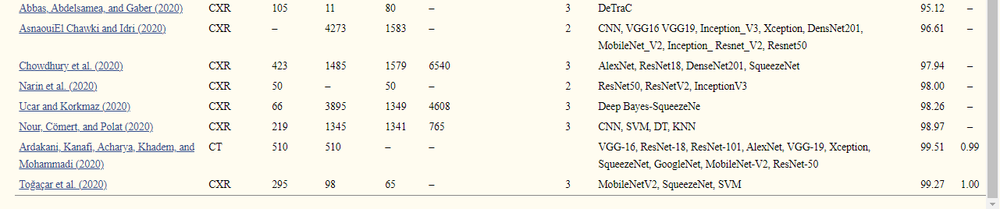 Abbas, Abdelsamea, and Gaber (2020) CXR 105 11 80 – 3 DeTraC 95.12 –
AsnaouiEl Chawki and Idri (2020) CXR – 4273 1583 – 2 CNN, VGG16 VGG19, Inception_V3, Xception, DensNet201, 96.61 –
MobileNet_V2, Inception_ Resnet_V2, Resnet50
Chowdhury et al. (2020) CXR 423 1485 1579 6540 3 AlexNet, ResNet18, DenseNet201, SqueezeNet 97.94 –
Narin et al. (2020) CXR 50 – 50 – 2 ResNet50, ResNetV2, InceptionV3 98.00 –
Ucar and Korkmaz (2020) CXR 66 3895 1349 4608 3 Deep Bayes-SqueezeNe 98.26 –
Nour, Cömert, and Polat (2020) CXR 219 1345 1341 765 3 CNN, SVM, DT, KNN 98.97 –
Ardakani, Kanafi, Acharya, Khadem, and CT 510 510 – – VGG-16, ResNet-18, ResNet-101, AlexNet, VGG-19, Xception, 99.51 0.99
Mohammadi (2020) SqueezeNet, GoogleNet, MobileNet-V2, ResNet-50
Toğaçar et al. (2020) CXR 295 98 65 – 3 MobileNetV2, SqueezeNet, SVM 99.27 1.00